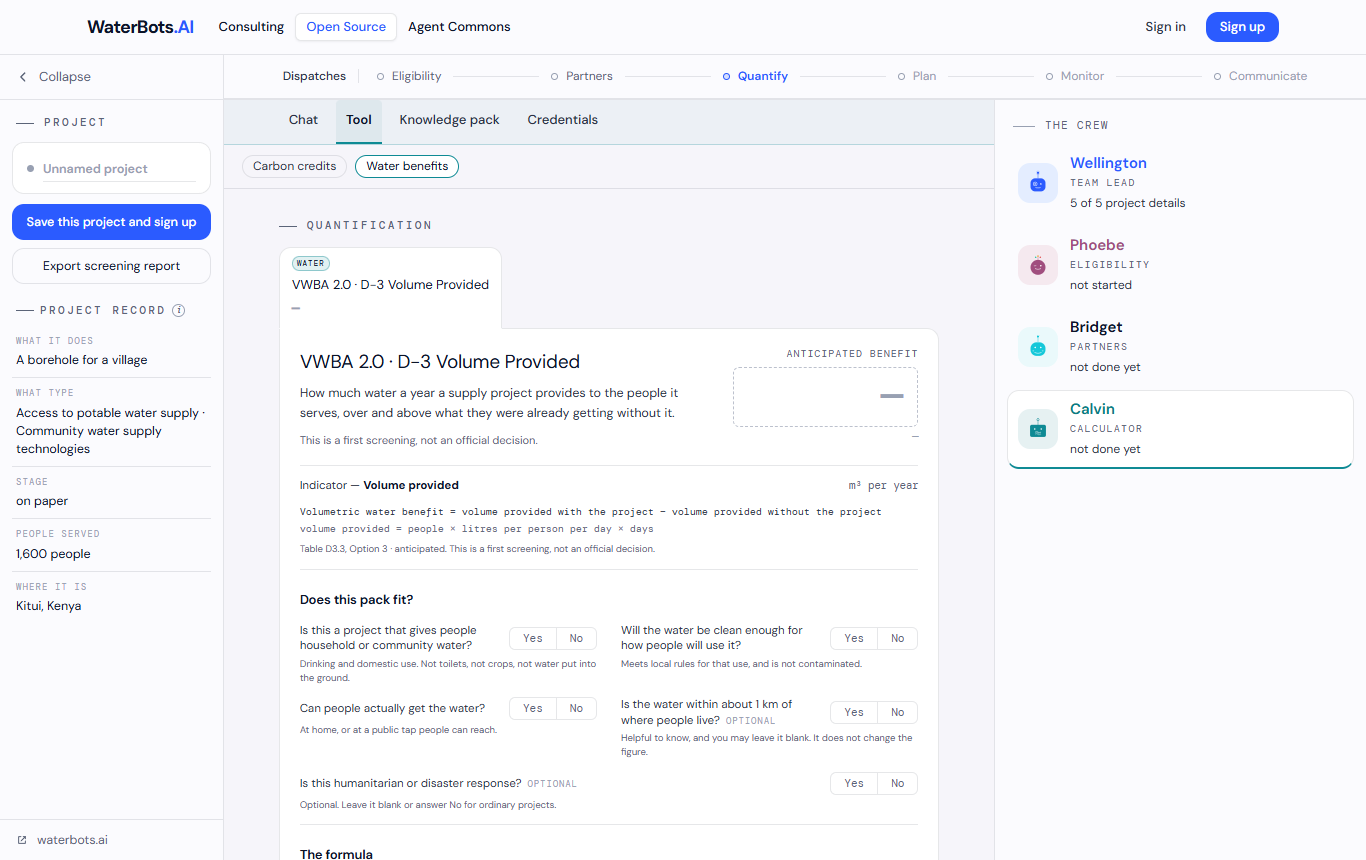 WaterBots.AI
Consulting
Open Source
Agent Commons
Sign in
Sign up
Collapse
Dispatches
Eligibility
Partners
Quantify
Plan
Monitor
Communicate
PROJECT
Unnamed project
Save this project and sign up
Export screening report
PROJECT RECORD
WHAT IT DOES
A borehole for a village
WHAT TYPE
Access to potable water supply ·
Community water supply
technologies
STAGE
on paper
PEOPLE SERVED
1,600 people
WHERE IT IS
Kitui, Kenya
waterbots.ai
Chat
Tool
Knowledge pack
Credentials
Carbon credits
Water benefits
QUANTIFICATION
WATER
VWBA 2.0 · D-3 Volume Provided
—
VWBA 2.0 · D-3 Volume Provided
How much water a year a supply project provides to the people it
serves, over and above what they were already getting without it.
This is a first screening, not an official decision.
ANTICIPATED BENEFIT
—
—
Indicator — Volume provided
m³ per year
Volumetric water benefit = volume provided with the project − volume provided without the project
volume provided = people × litres per person per day × days
Table D3.3, Option 3 · anticipated. This is a first screening, not an official decision.
Does this pack fit?
Is this a project that gives people
household or community water?
Yes No
Drinking and domestic use. Not toilets, not crops, not water put into
the ground.
Will the water be clean enough for
how people will use it?
Yes No
Meets local rules for that use, and is not contaminated.
Can people actually get the water?
Yes No
At home, or at a public tap people can reach.
Is the water within about 1 km of
where people live? OPTIONAL
Yes No
Helpful to know, and you may leave it blank. It does not change the
figure.
Is this humanitarian or disaster response? OPTIONAL
Yes No
Optional. Leave it blank or answer No for ordinary projects.
The formula
THE CREW
Wellington
TEAM LEAD
5 of 5 project details
Phoebe
ELIGIBILITY
not started
Bridget
PARTNERS
not done yet
Calvin
CALCULATOR
not done yet